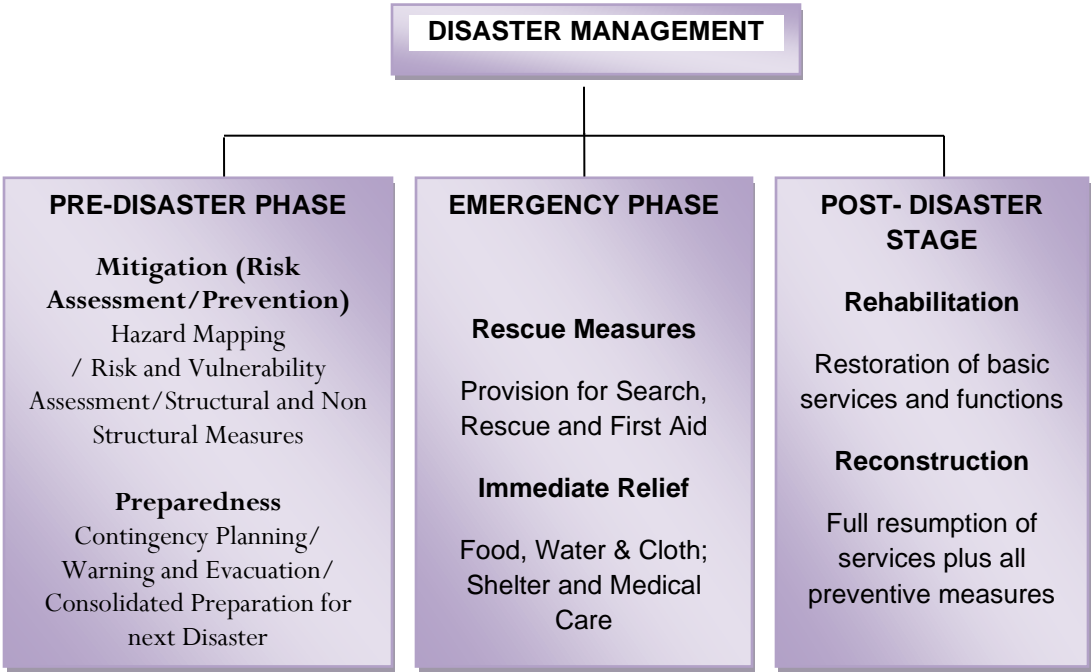 DISASTER MANAGEMENT
PRE-DISASTER PHASE
Mitigation (Risk
Assessment/Prevention)
Hazard Mapping
/ Risk and Vulnerability
Assessment/Structural and Non
Structural Measures
Preparedness
Contingency Planning/
Warning and Evacuation/
Consolidated Preparation for
next Disaster
EMERGENCY PHASE
Rescue Measures
Provision for Search,
Rescue and First Aid
Immediate Relief
Food, Water & Cloth;
Shelter and Medical
Care
POST- DISASTER
STAGE
Rehabilitation
Restoration of basic
services and functions
Reconstruction
Full resumption of
services plus all
preventive measures